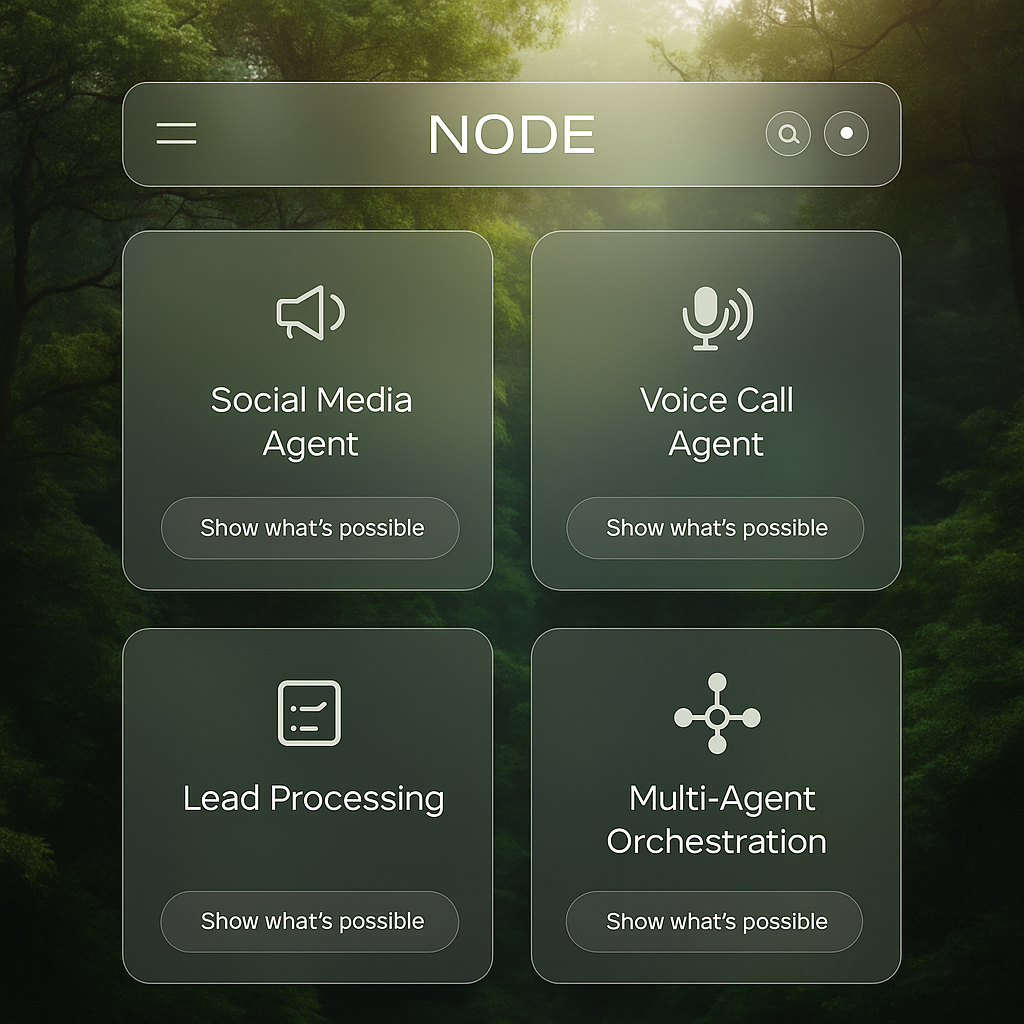 NODE
Social Media
Agent
Show what's possible
Voice Call
Agent
Show what's possible
Lead Processing
Show what's possible
Multi-Agent
Orchestration
Show what's possible